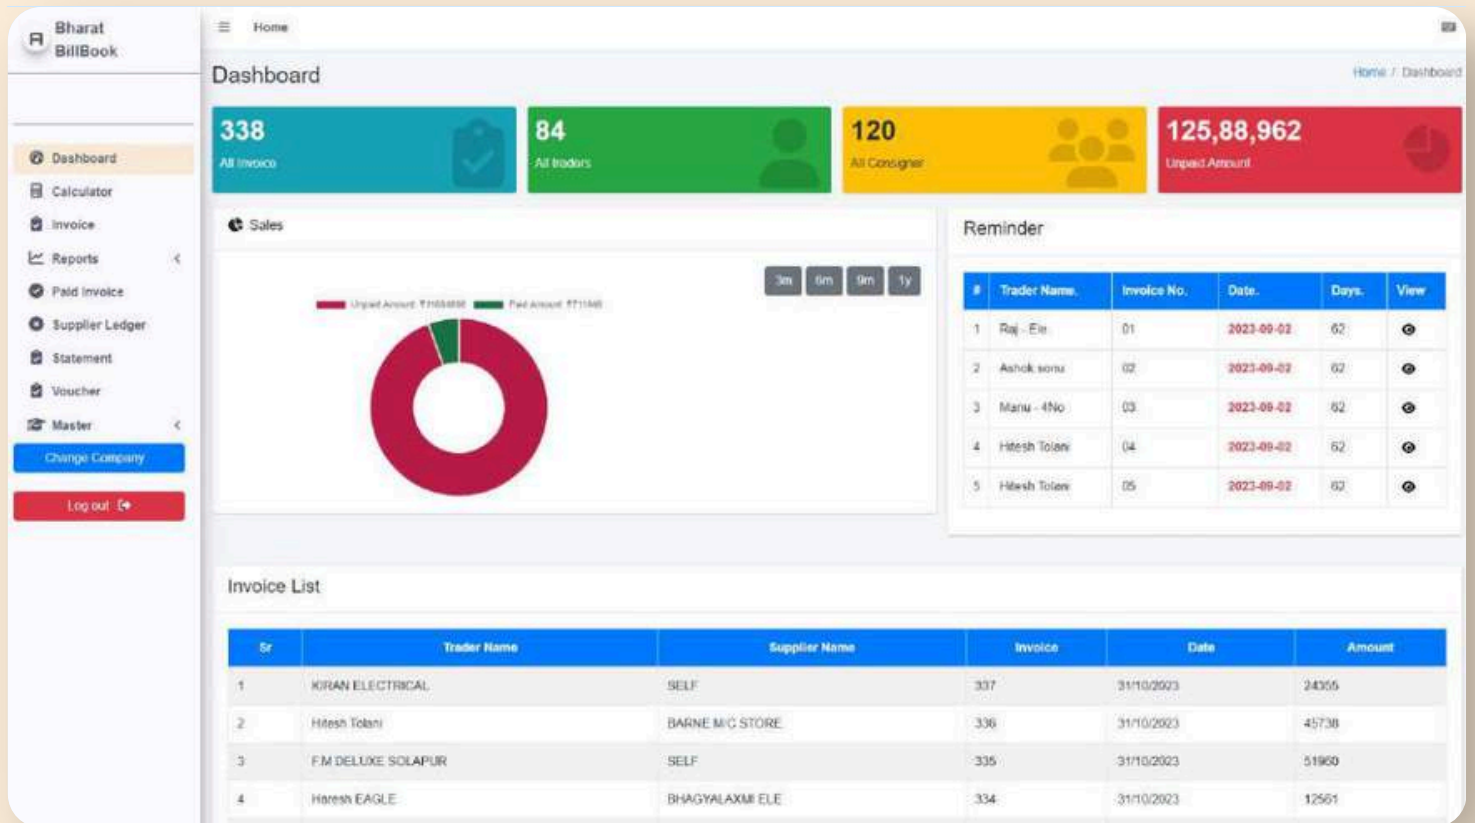 Bharat
BillBook
Home
Dashboard
Home / Dashboard
338
All Invoice
84
All tradors
120
All Consigner
125,88,962
Unpaid Amount
Dashboard
Calculator
Invoice
Reports
Paid Invoice
Supplier Ledger
Statement
Voucher
Master
Change Company
Log out
Sales
3m 6m 9m 1y
Unpaid Amount: Paid Amount:
Reminder
# Trader Name. Invoice No. Date. Days. View
1 Raj - Ele 01 2023-09-02 62
2 Ashok sonu 02 2023-09-02 62
3 Manu - 4No 03 2023-09-02 62
4 Hitesh Tolani 04 2023-09-02 62
5 Hitesh Tolani 05 2023-09-02 62
Invoice List
Sr Trader Name Supplier Name Invoice Date Amount
1 KIRAN ELECTRICAL SELF 337 31/10/2023 24355
2 Hitesh Tolani BARNE M/C STORE 336 31/10/2023 45738
3 F.M DELUXE SOLAPUR SELF 335 31/10/2023 51960
4 Haresh EAGLE BHAGYALAXMI ELE 334 31/10/2023 12561